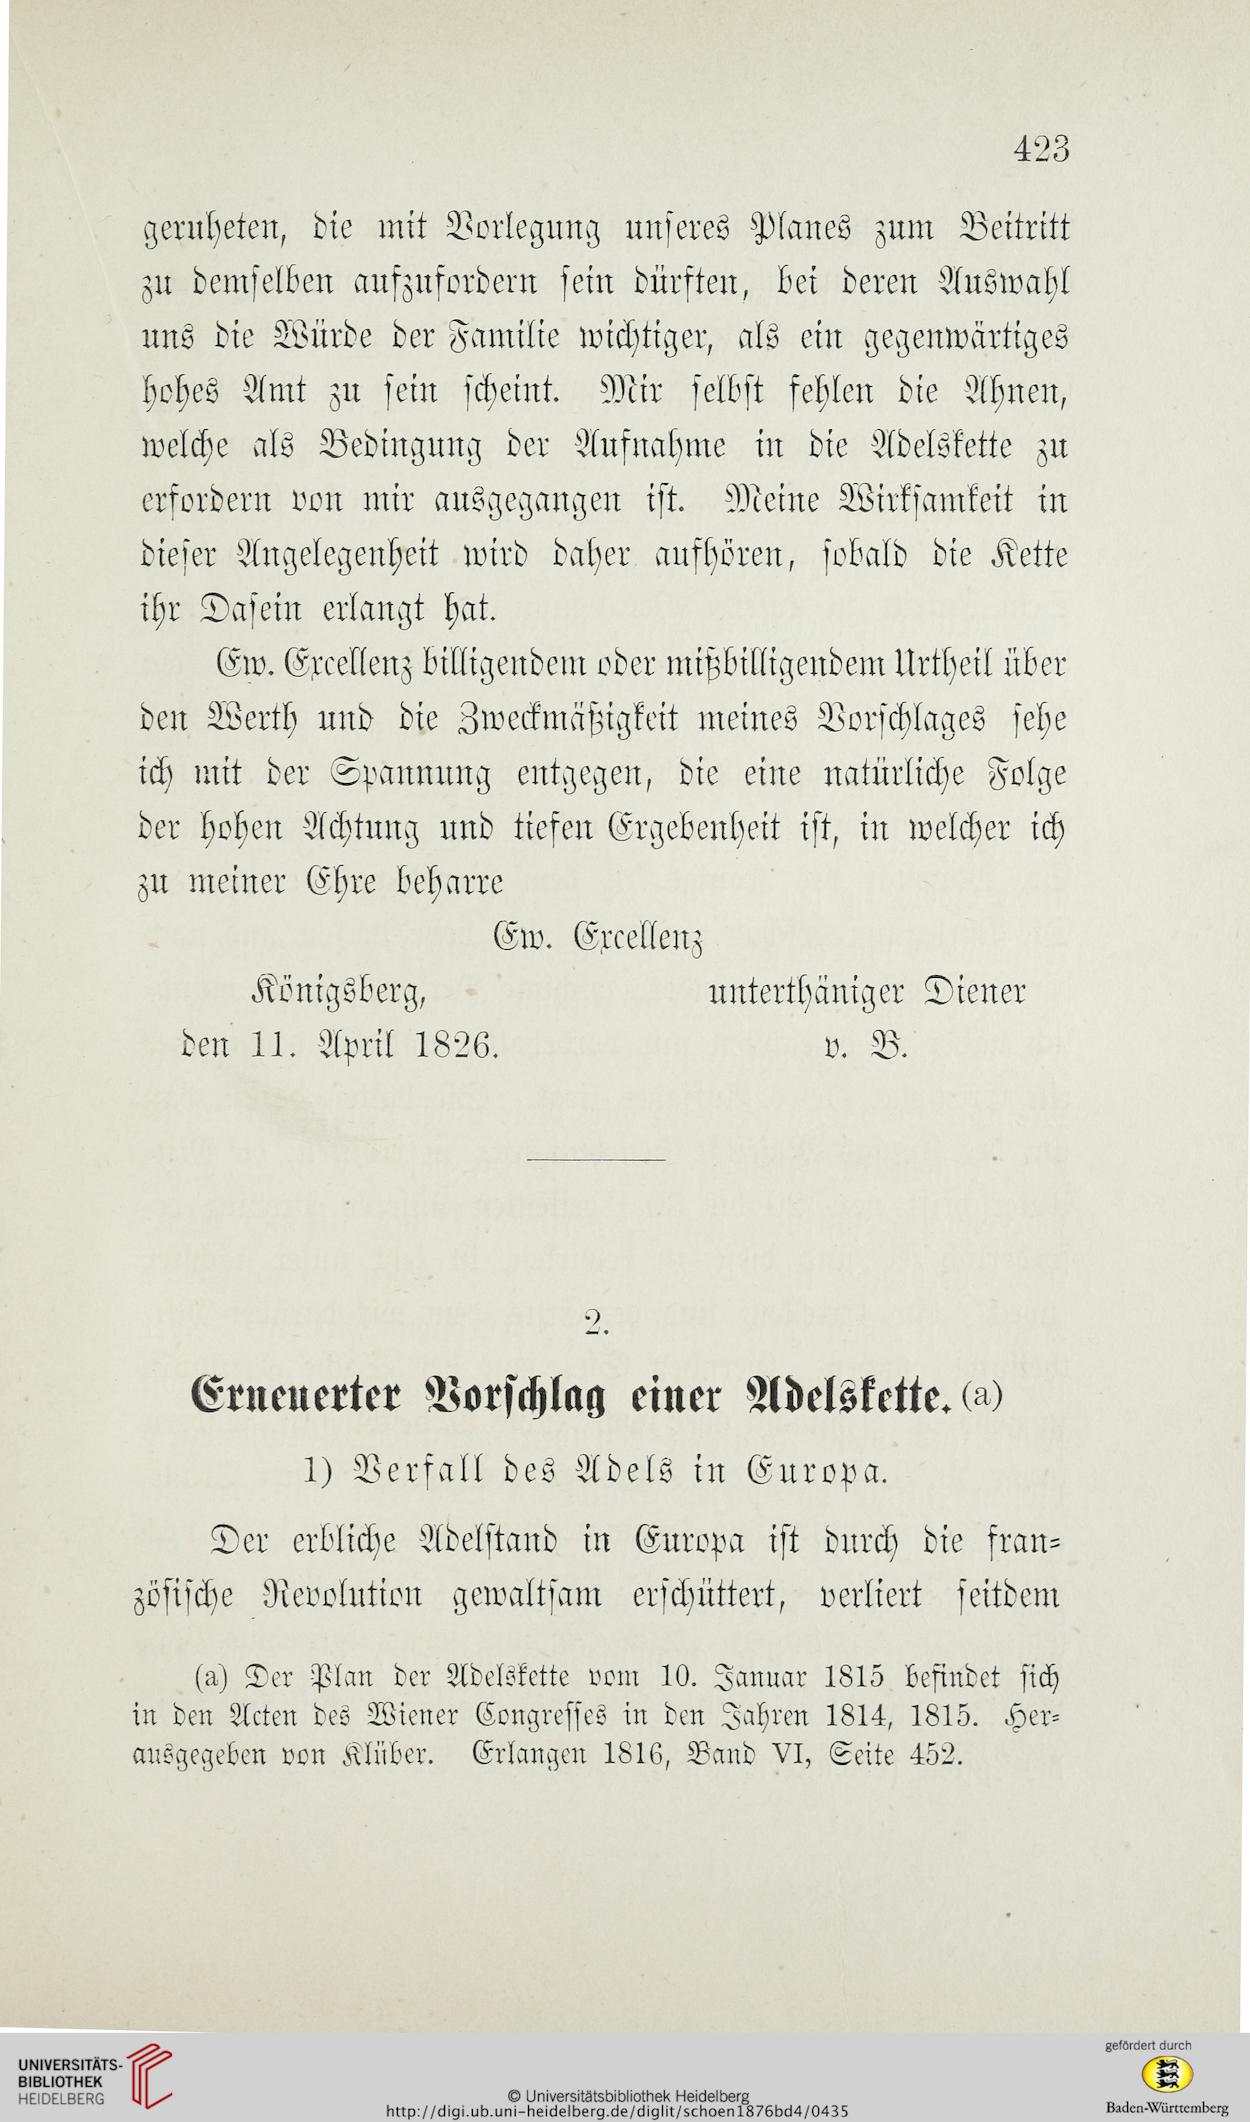 423
geruheten, die mit Vorlegung unseres Planes zum Beitritt
zu demselben aufzufordern sein dürften, bei deren Auswahl
uns die Würde der Familie wichtiger, als ein gegenwärtiges
hohes Amt zu sein scheint. Mir selbst fehlen die Ahnen,
welche als Bedingung der Aufnahme in die Adelskette zu
erfordern von mir ausgegangen ist. Meine Wirksamkeit in
dieser Angelegenheit wird daher aufhören, sobald die Kette
ihr Dasein erlangt hat.
Ew. Excellenz billigendem oder mißbilligendem Urtheil über
den Werth und die Zweckmäßigkeit meines Vorschlages sehe
ich mit der Spannung entgegen, die eine natürliche Folge
der hohen Achtung und tiefen Ergebenheit ist, in welcher ich
zu meiner Ehre beharre
Ew. Excellenz
Königsberg, unterthäniger Diener
den 11. April 1826. v. B.
2.
Erneuerter Vorschlag einer Adelskette. (a)
1) Verfall des Adels in Europa.
Der erbliche Adelstand in Europa ist durch die fran-
zösische Revolution gewaltsam erschüttert, verliert seitdem
(a) Der Plan der Adelskette vom 10. Januar 1815 befindet sich
in den Acten des Wiener Congresses in den Jahren 1814, 1815. Her-
ausgegeben von Klüber. Erlangen 1816, Band VI, Seite 452.
UNIVERSITÄTS-
BIBLIOTHEK
HEIDELBERG
© Universitätsbibliothek Heidelberg
http://digi.ub.uni-heidelberg.de/diglit/schoen1876bd4/0435
gefördert durch
Baden-Württemberg